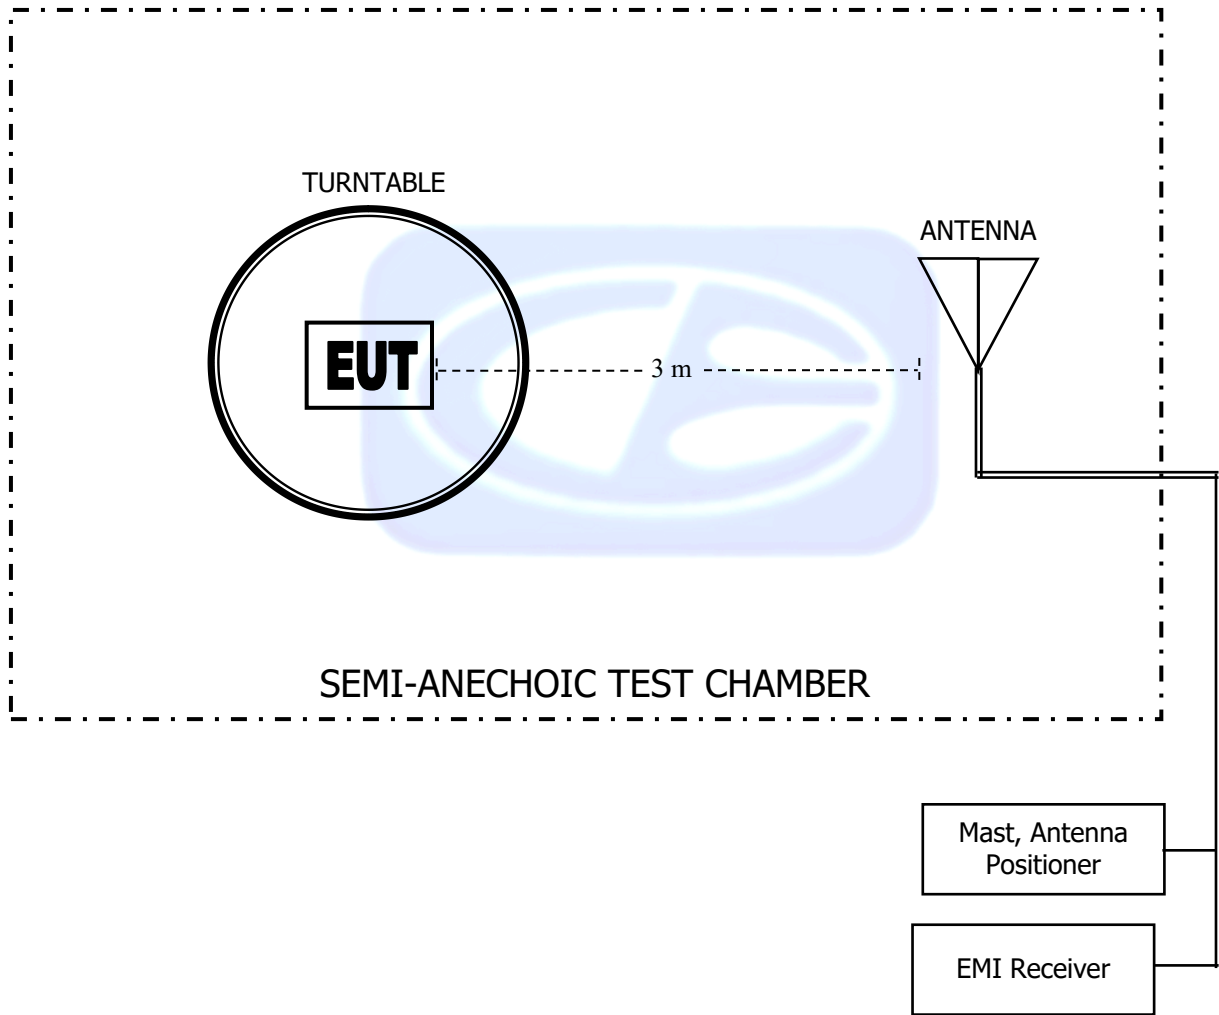 TURNTABLE
ANTENNA
EUT
3 m
SEMI-ANECHOIC TEST CHAMBER
Mast, Antenna
Positioner
EMI Receiver